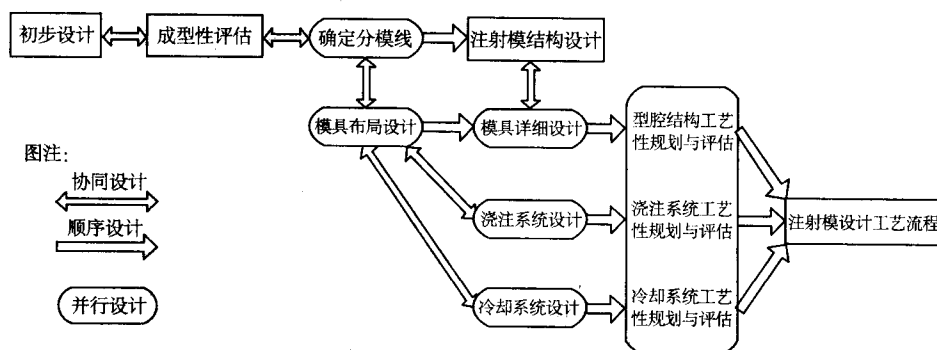 初步设计
成型性评估
确定分模线
注射模结构设计
模具布局设计
模具详细设计
型腔结构工艺
性规划与评估
图注：
协同设计
顺序设计
并行设计
浇注系统设计
浇注系统工艺
性规划与评估
注射模设计工艺流程
冷却系统设计
冷却系统工艺
性规划与评估